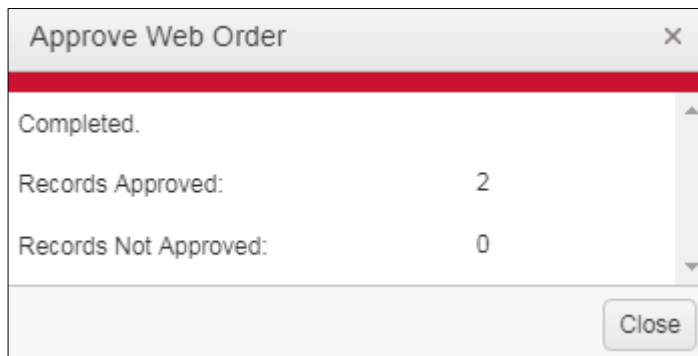 Approve Web Order ×
Completed.
Records Approved: 2
Records Not Approved: 0
Close